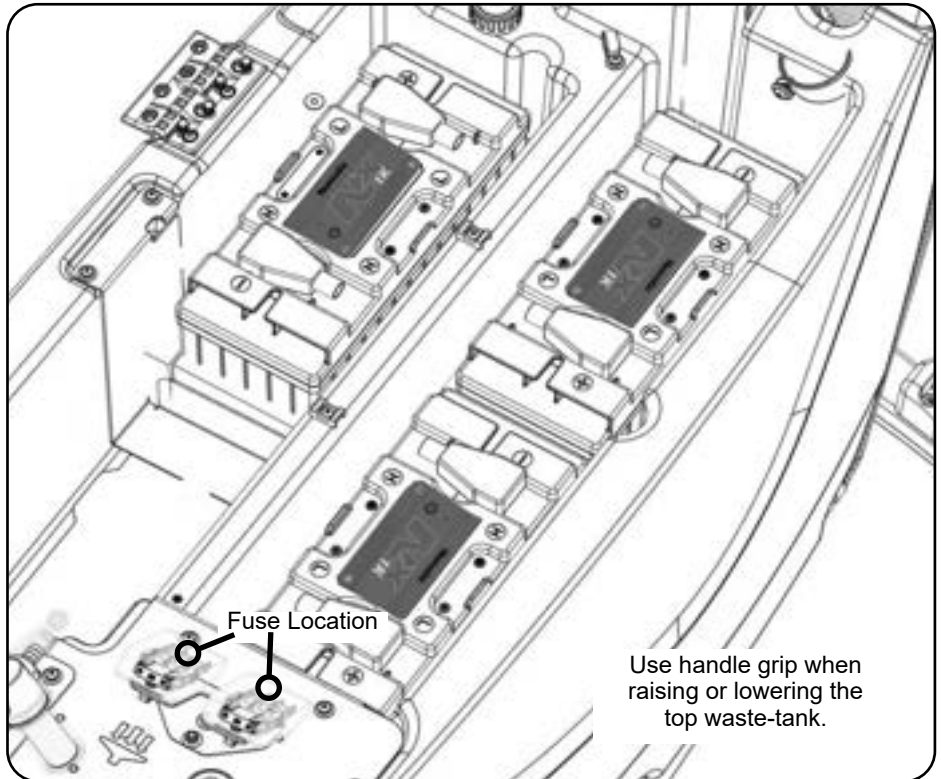 Fuse Location
Use handle grip when
raising or lowering the
top waste-tank.